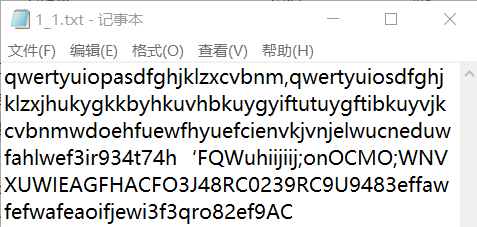 1_1.txt - 记事本
文件(F) 编辑(E) 格式(O) 查看(V) 帮助(H)
qwertyuiopasdfghjklzxcvbnm,qwertyuiosdfghj
klzxjhukygkkbyhkuvhbkuygyiftutuygftibkuyvjk
cvbnmwdoehfuewfhyuefcienvkjvnjelwucneduw
fahlwef3ir934t74h‘FQWuhiijiij;onOCMO;WNV
XUWIEAGFHACFO3J48RC0239RC9U9483effaw
fefwafeaoifjewi3f3qro82ef9AC